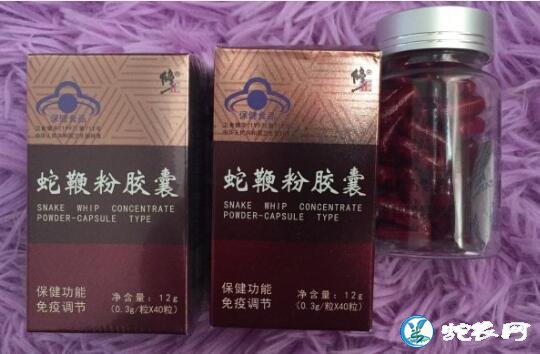 保健食品
蛇鞭粉胶囊
SNAKE WHIP CONCENTRATE
POWDER-CAPSULE TYPE
保健功能
免疫调节
净含量：12g
(0.3g/粒X40粒)
修
保健食品
蛇鞭粉胶囊
SNAKE WHIP CONCENTRATE
POWDER-CAPSULE TYPE
保健功能
免疫调节
净含量：12g
(0.3g/粒X40粒)
蛇农网